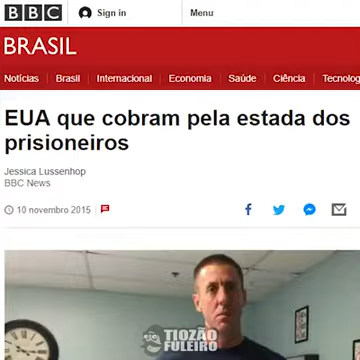 BBC Sign in Menu
BRASIL
Notícias Brasil Internacional Economia Saúde Ciência Tecnolog
EUA que cobram pela estada dos
prisioneiros
Jessica Lussenhop
BBC News
10 novembro 2015
TIOZÃO
FULEIRO